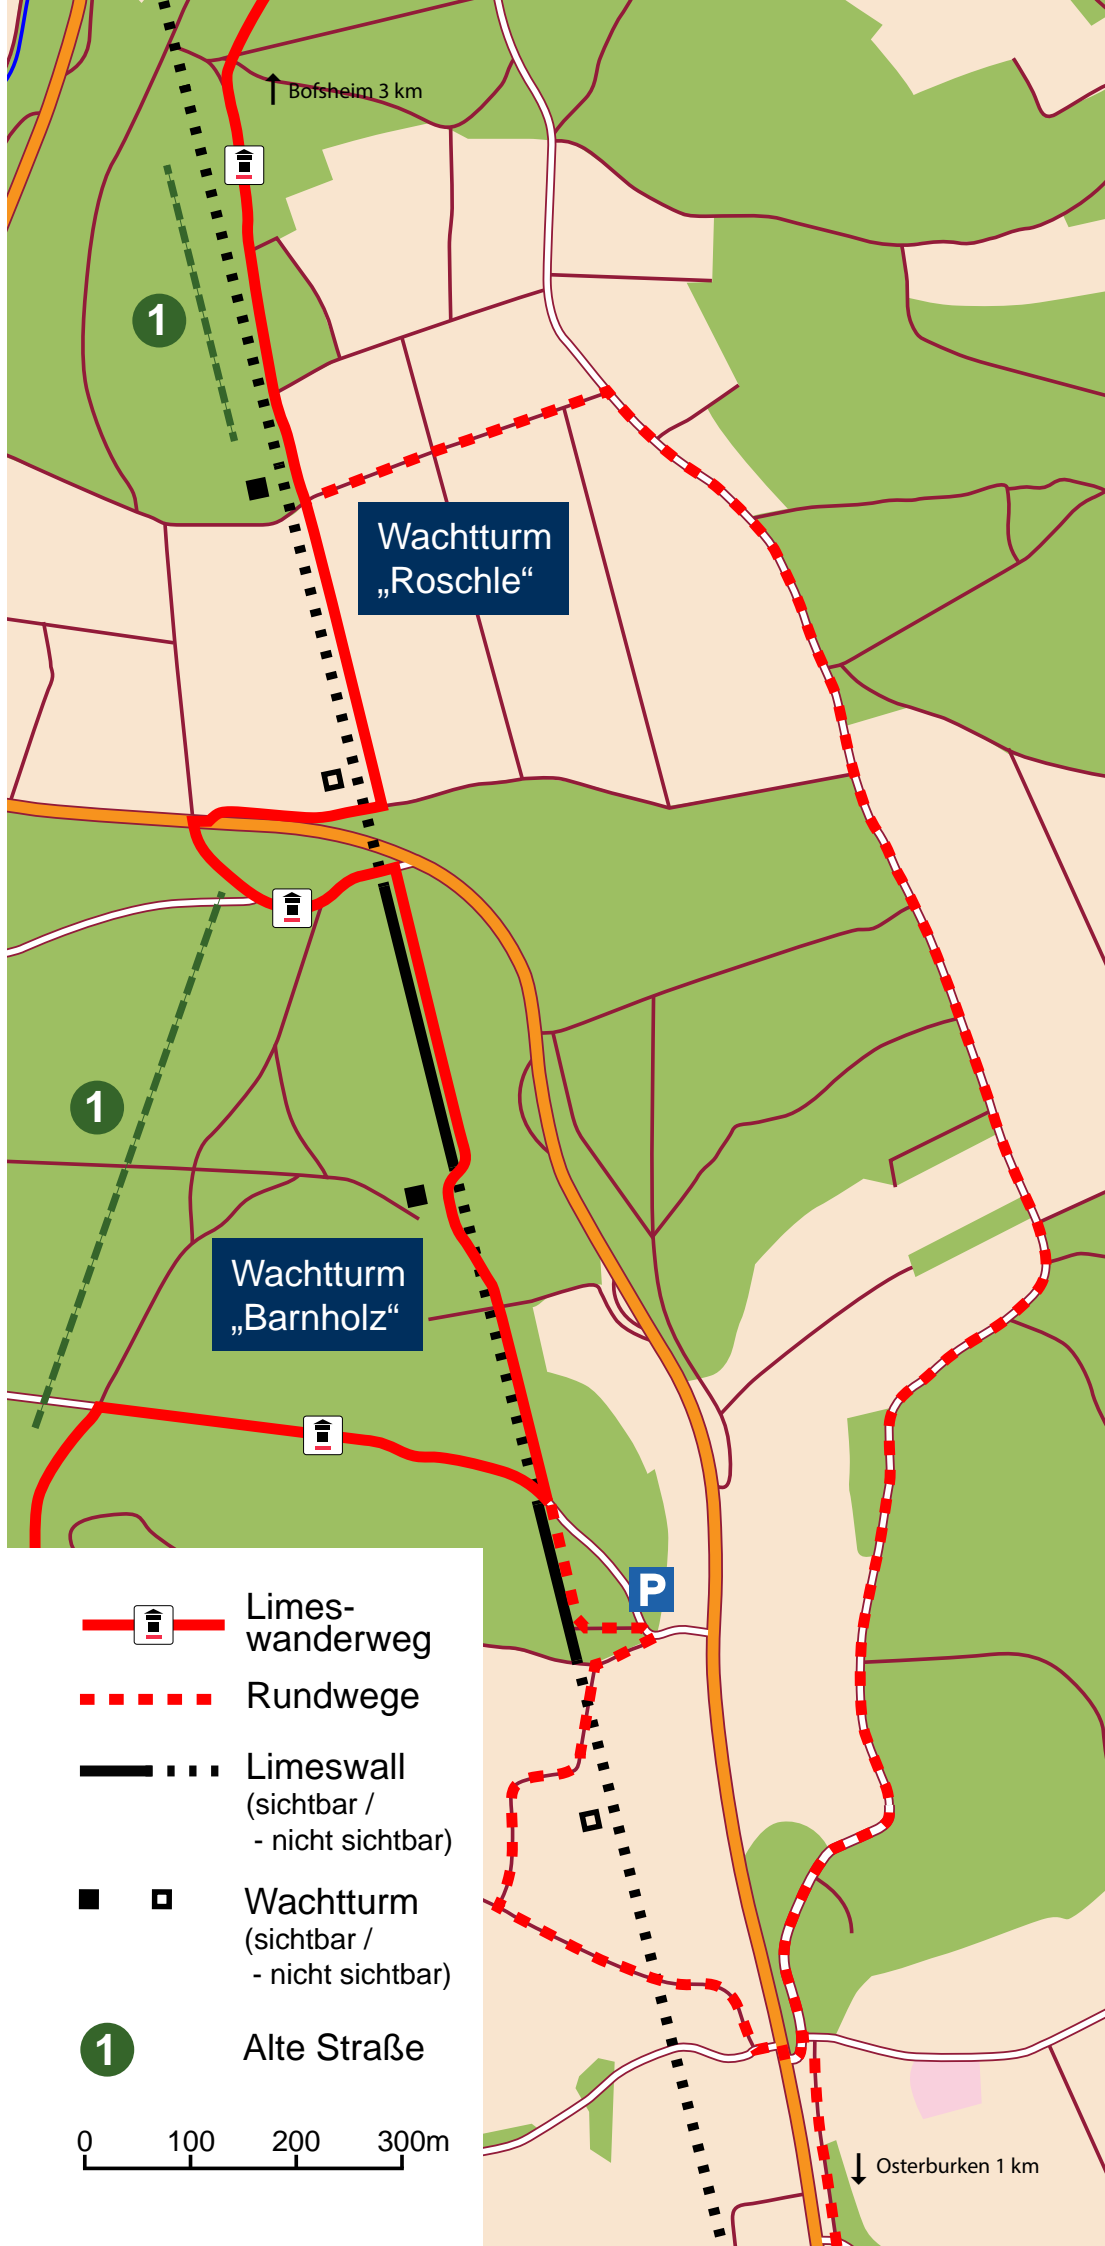 Bofsheim 3 km
1
Wachtturm
„Roschle“
1
Wachtturm
„Barnholz“
P
Limes-
wanderweg
Rundwege
Limeswall
(sichtbar /
- nicht sichtbar)
Wachtturm
(sichtbar /
- nicht sichtbar)
1 Alte Straße
0 100 200 300m
Osterburken 1 km